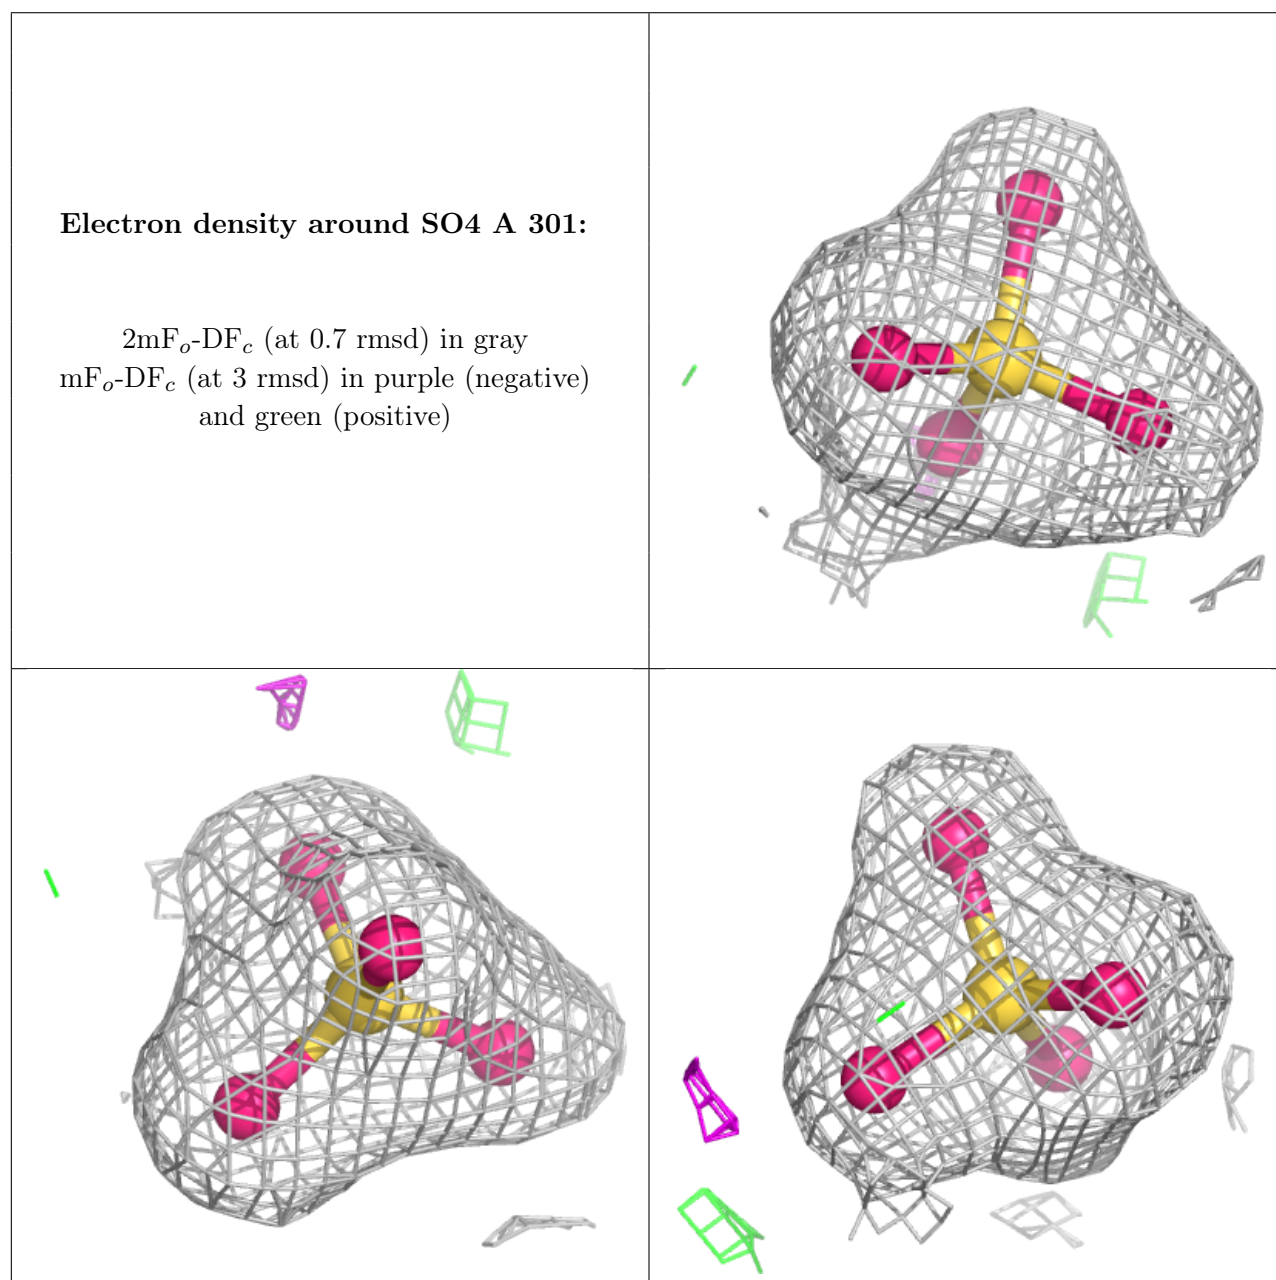 Electron density around SO4 A 301:
2mFo-DFc (at 0.7 rmsd) in gray
mFo-DFc (at 3 rmsd) in purple (negative)
and green (positive)